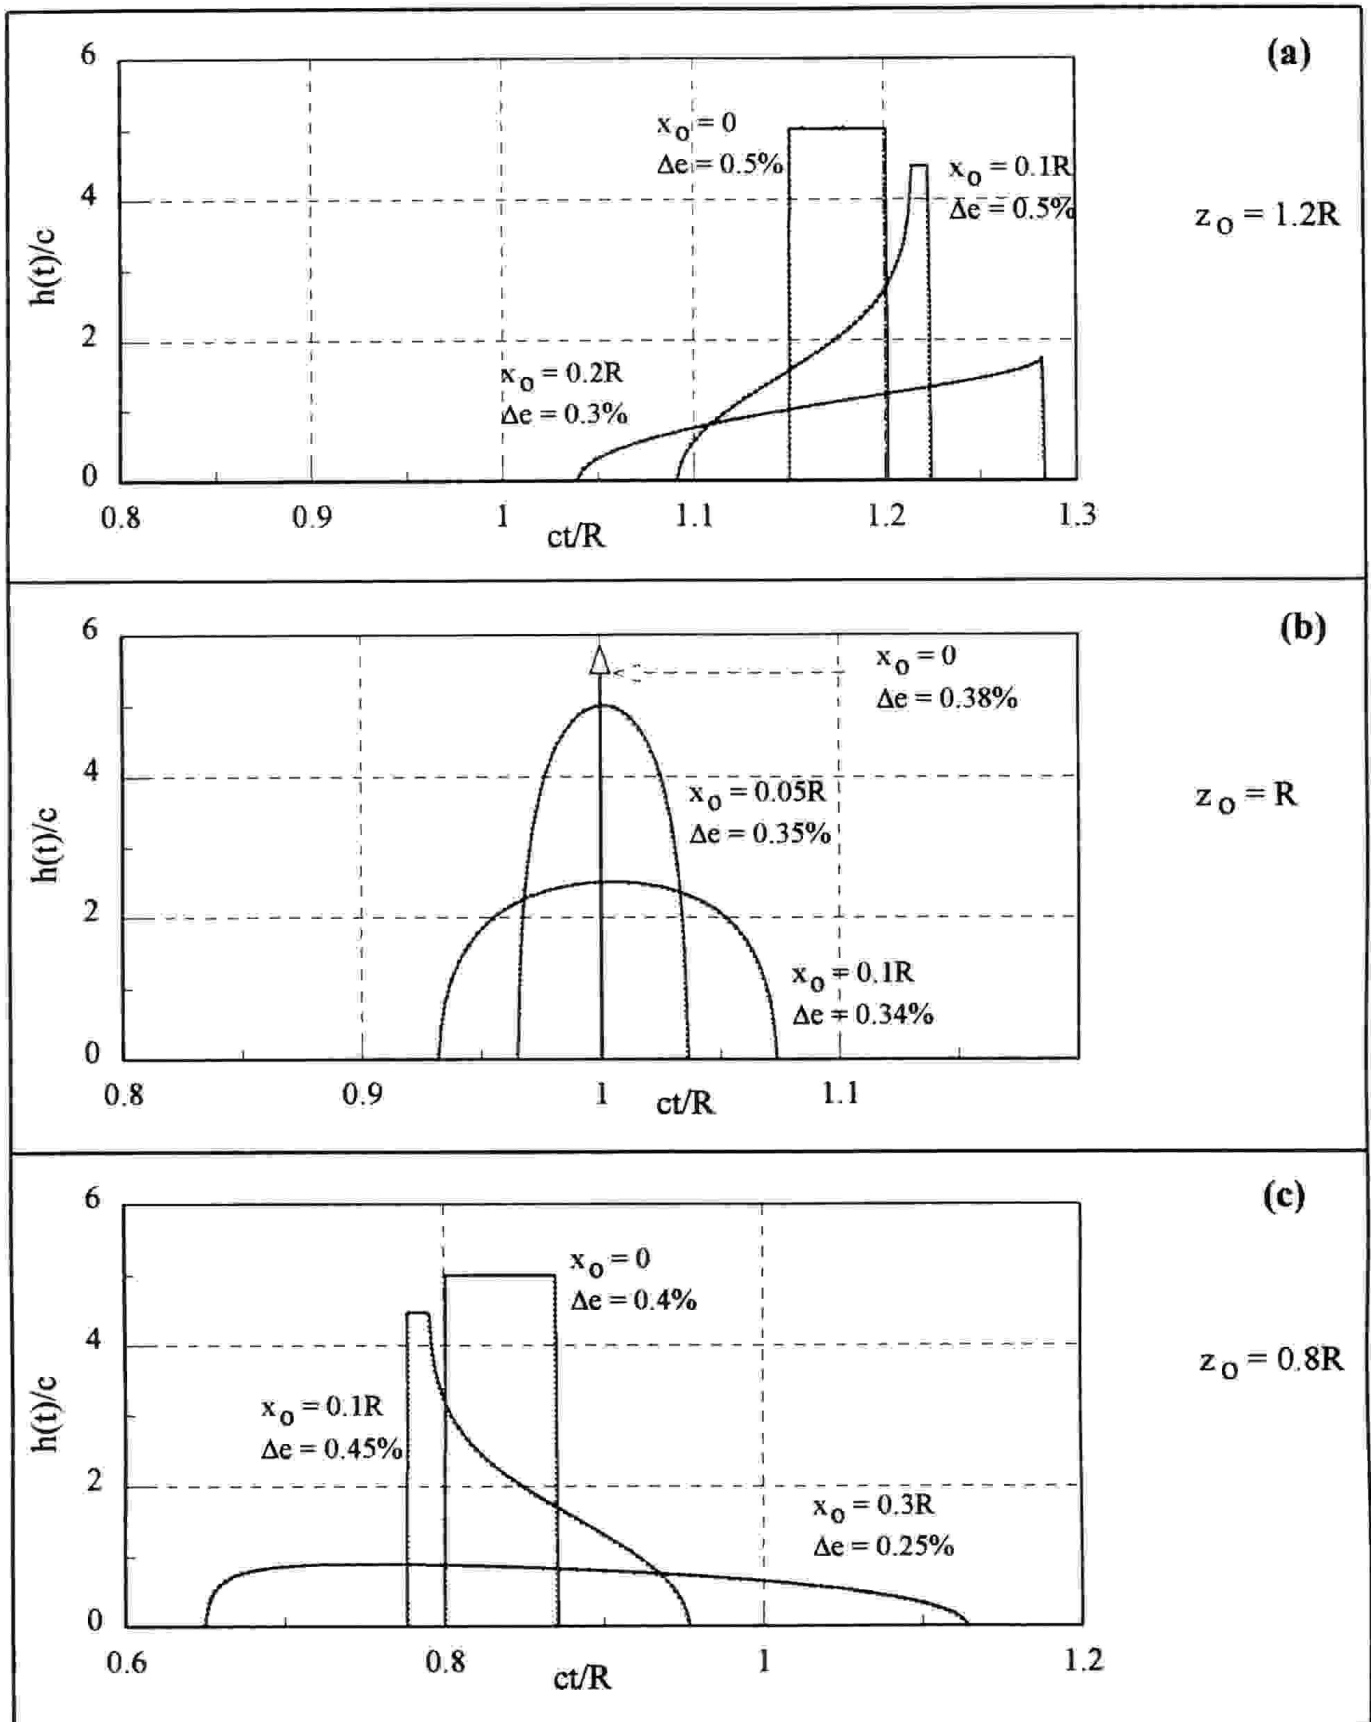 (a)
6
x₀ = 0
Δe = 0.5%
x₀ = 0.1R
Δe = 0.5%
z₀ = 1.2R
4
h(t)/c
2
x₀ = 0.2R
Δe = 0.3%
0
0.8 0.9 1 1.1 1.2 1.3
ct/R
(b)
6
x₀ = 0
Δe = 0.38%
4
x₀ = 0.05R
Δe = 0.35%
z₀ = R
h(t)/c
2
x₀ = 0.1R
Δe = 0.34%
0
0.8 0.9 1 1.1
ct/R
(c)
6
x₀ = 0
Δe = 0.4%
4
z₀ = 0.8R
x₀ = 0.1R
Δe = 0.45%
h(t)/c
2
x₀ = 0.3R
Δe = 0.25%
0
0.6 0.8 1 1.2
ct/R